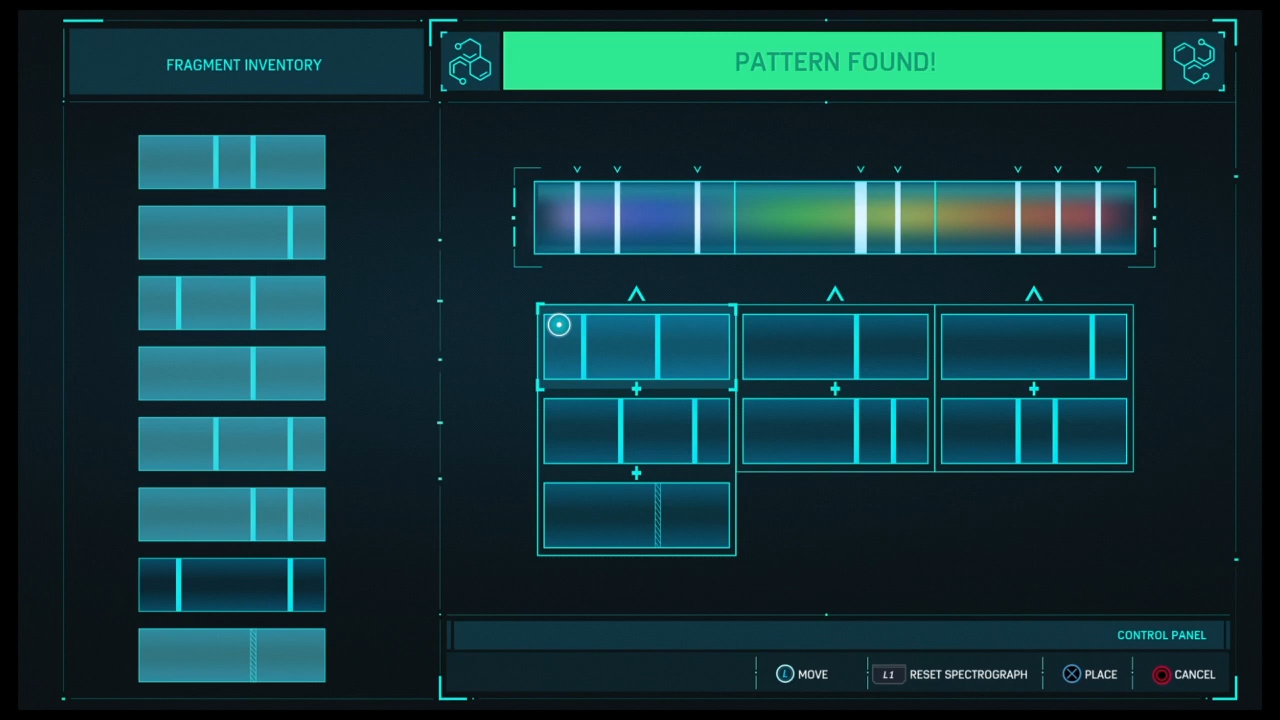 FRAGMENT INVENTORY
PATTERN FOUND!
CONTROL PANEL
L MOVE
L1 RESET SPECTROGRAPH
PLACE
CANCEL